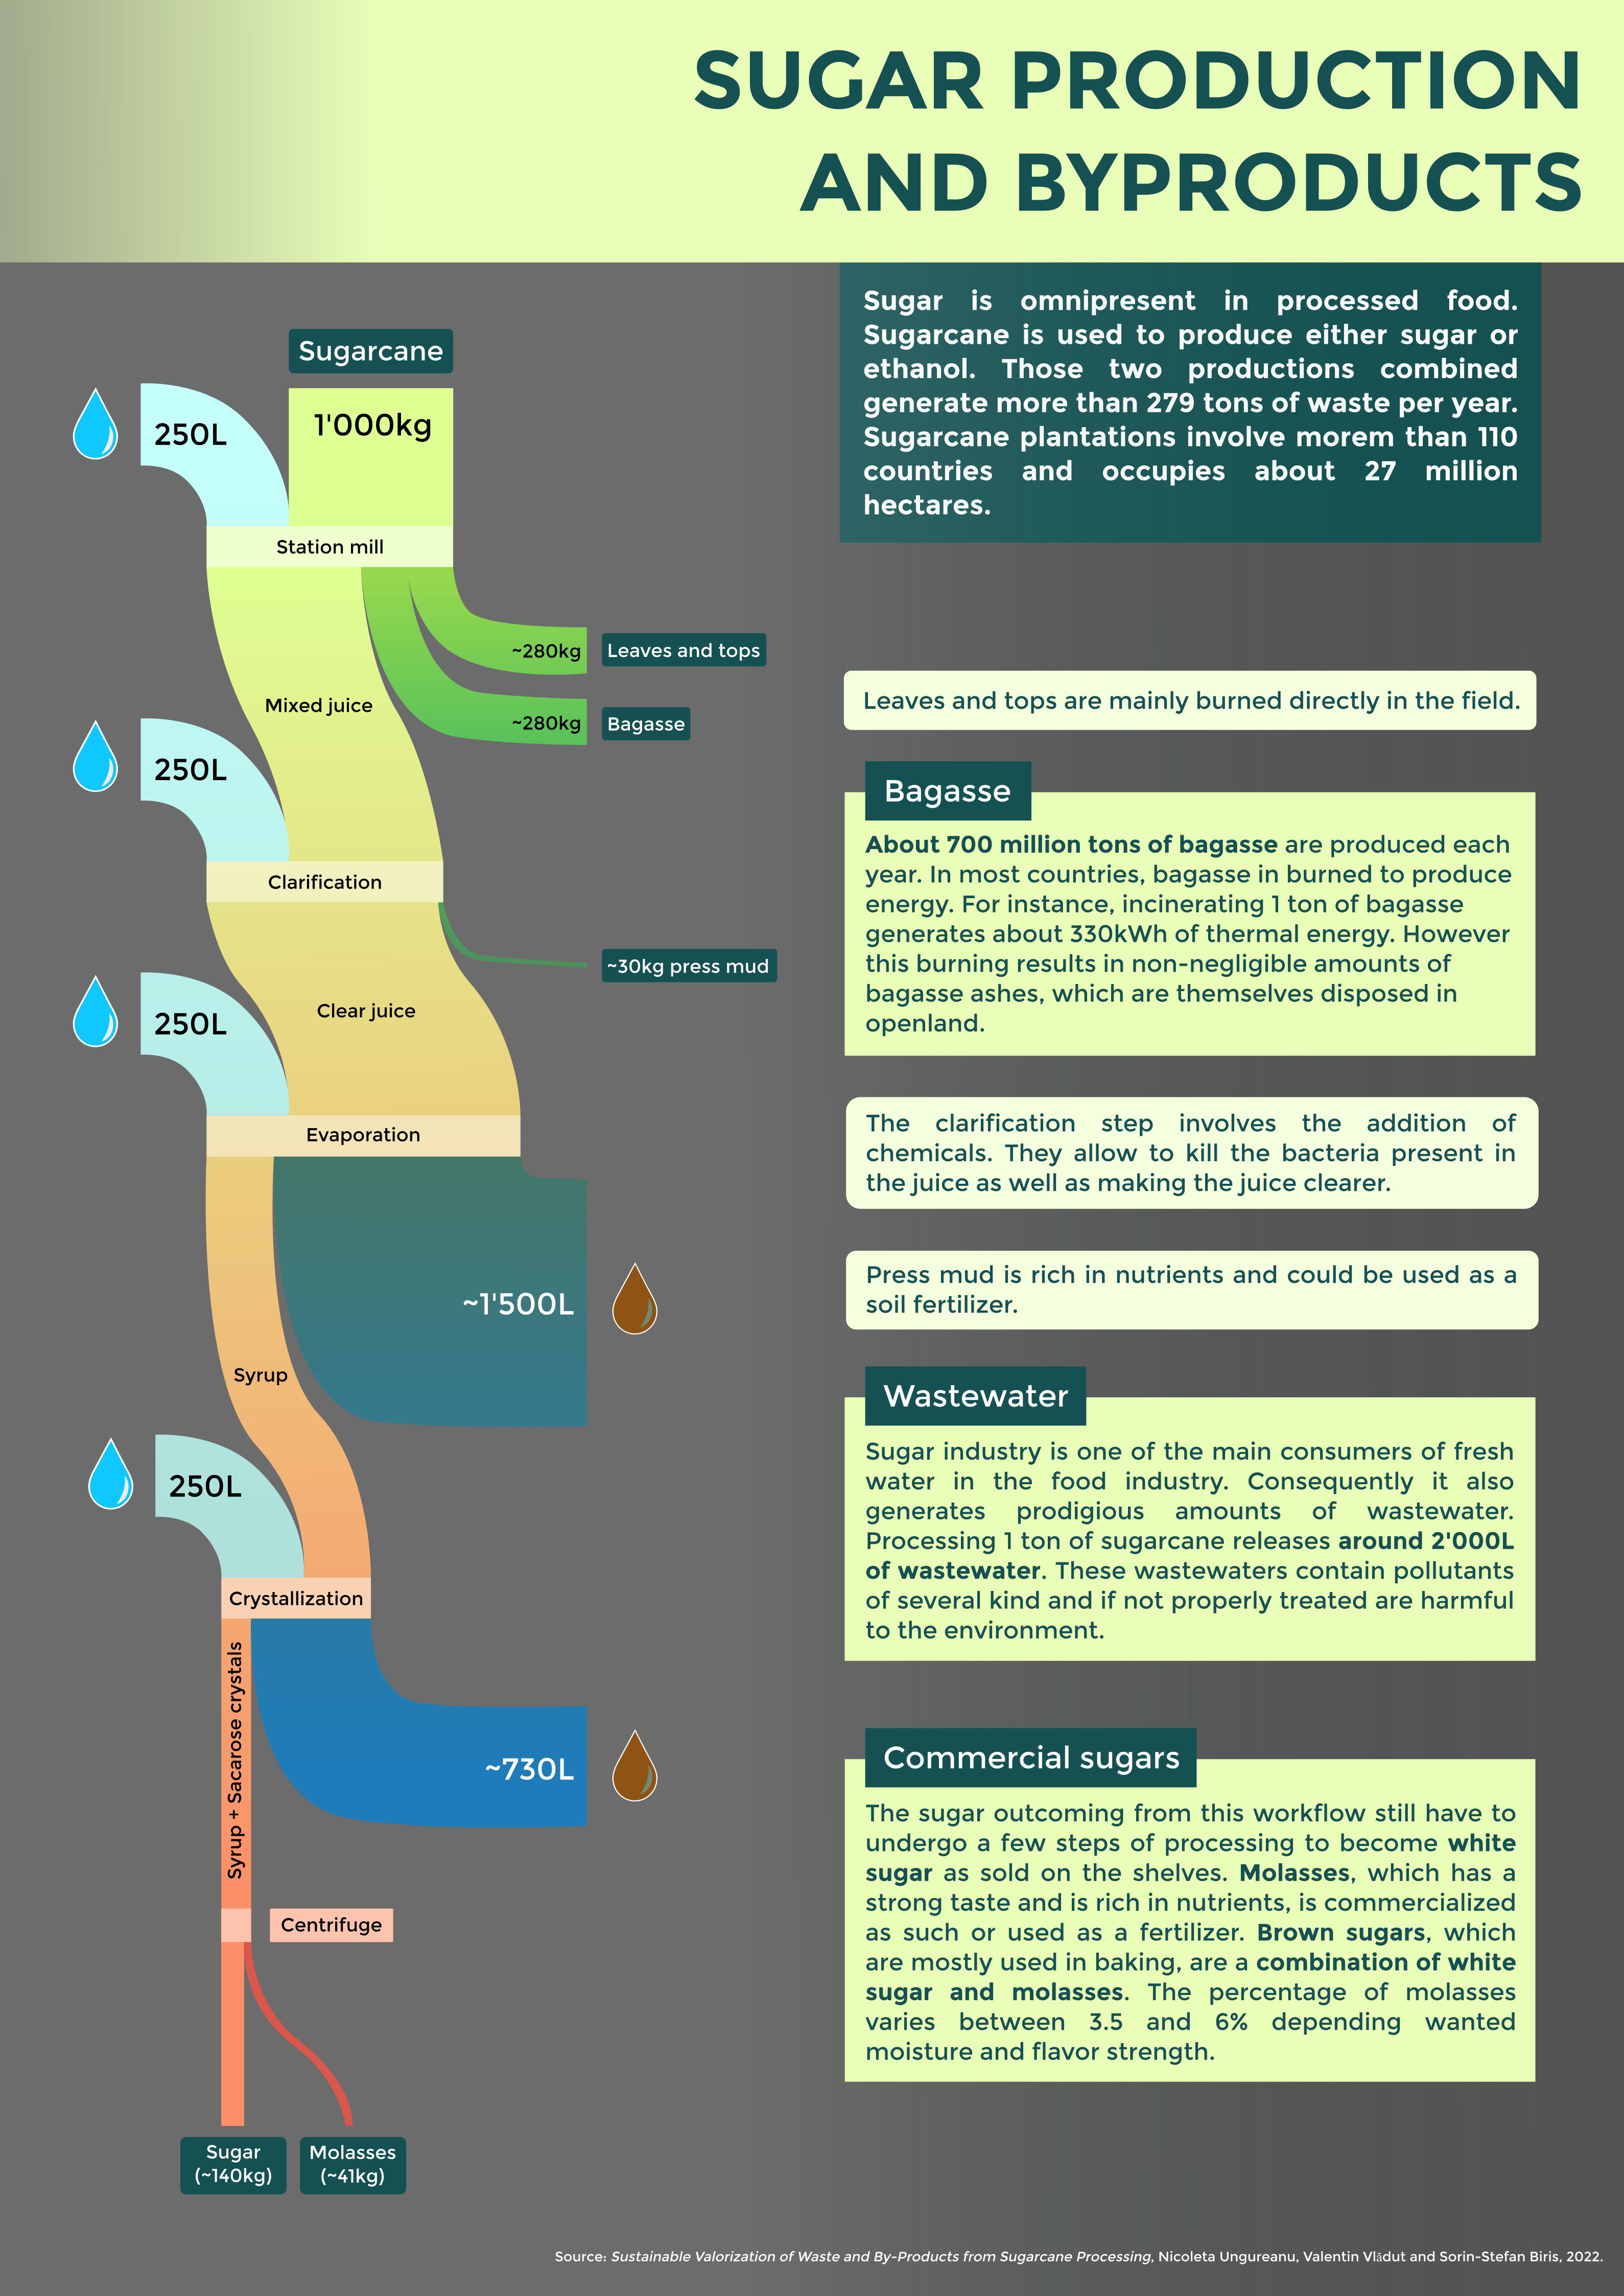 SUGAR PRODUCTION
AND BYPRODUCTS
Sugar is omnipresent in processed food.
Sugarcane is used to produce either sugar or
ethanol. Those two productions combined
generate more than 279 tons of waste per year.
Sugarcane plantations involve morem than 110
countries and occupies about 27 million
hectares.
Sugarcane
1'000kg
250L
Station mill
~280kg
Leaves and tops
Mixed juice
~280kg
Bagasse
250L
Clarification
~30kg press mud
Clear juice
250L
Evaporation
~1'500L
Syrup
250L
Crystallization
Syrup + Sacarose crystals
~730L
Centrifuge
Sugar
(~140kg)
Molasses
(~41kg)
Leaves and tops are mainly burned directly in the field.
Bagasse
About 700 million tons of bagasse are produced each
year. In most countries, bagasse in burned to produce
energy. For instance, incinerating 1 ton of bagasse
generates about 330kWh of thermal energy. However
this burning results in non-negligible amounts of
bagasse ashes, which are themselves disposed in
openland.
The clarification step involves the addition of
chemicals. They allow to kill the bacteria present in
the juice as well as making the juice clearer.
Press mud is rich in nutrients and could be used as a
soil fertilizer.
Wastewater
Sugar industry is one of the main consumers of fresh
water in the food industry. Consequently it also
generates prodigious amounts of wastewater.
Processing 1 ton of sugarcane releases around 2'000L
of wastewater. These wastewaters contain pollutants
of several kind and if not properly treated are harmful
to the environment.
Commercial sugars
The sugar outcoming from this workflow still have to
undergo a few steps of processing to become white
sugar as sold on the shelves. Molasses, which has a
strong taste and is rich in nutrients, is commercialized
as such or used as a fertilizer. Brown sugars, which
are mostly used in baking, are a combination of white
sugar and molasses. The percentage of molasses
varies between 3.5 and 6% depending wanted
moisture and flavor strength.
Source: Sustainable Valorization of Waste and By-Products from Sugarcane Processing, Nicoleta Ungureanu, Valentin Vlădut and Sorin-Stefan Biris, 2022.